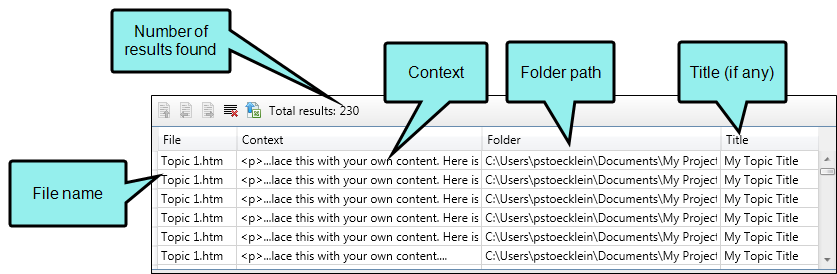 Number of
results found
Context
Folder path
Title (if any)
Total results: 230
File Context Folder Title
Topic 1.htm <p>...lace this with your own content. Here is C:\Users\pstoecklein\Documents\My Project My Topic Title
Topic 1.htm <p>...lace this with your own content. Here is C:\Users\pstoecklein\Documents\My Project My Topic Title
Topic 1.htm <p>...lace this with your own content. Here is C:\Users\pstoecklein\Documents\My Project My Topic Title
File name
Topic 1.htm <p>...lace this with your own content. Here is C:\Users\pstoecklein\Documents\My Project My Topic Title
Topic 1.htm <p>...lace this with your own content. Here is C:\Users\pstoecklein\Documents\My Project My Topic Title
Topic 1.htm <p>...lace this with your own content.... C:\Users\pstoecklein\Documents\My Project My Topic Title